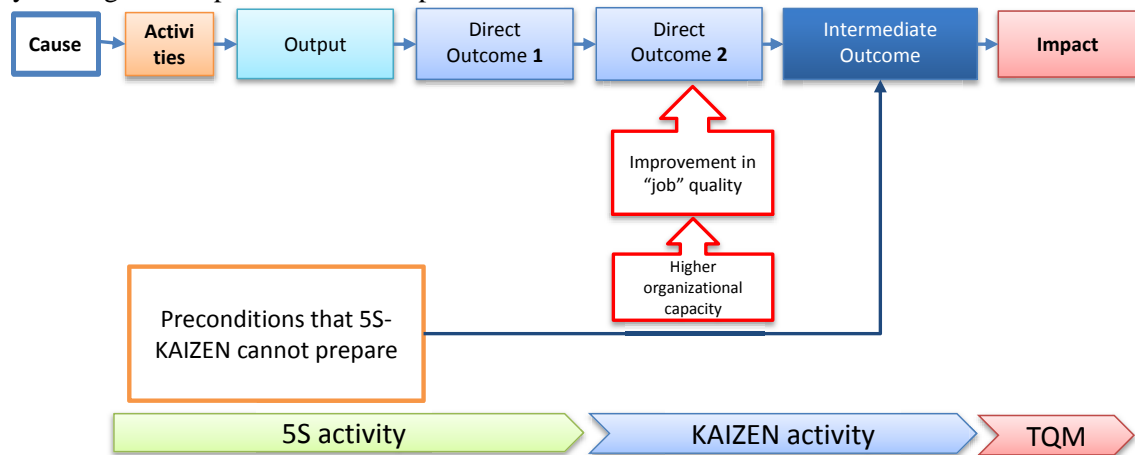 Cause
Activi
ties
Output
Direct
Outcome 1
Direct
Outcome 2
Intermediate
Outcome
Impact
Improvement in
“job” quality
Higher
organizational
capacity
Preconditions that 5S-
KAIZEN cannot prepare
5S activity
KAIZEN activity
TQM